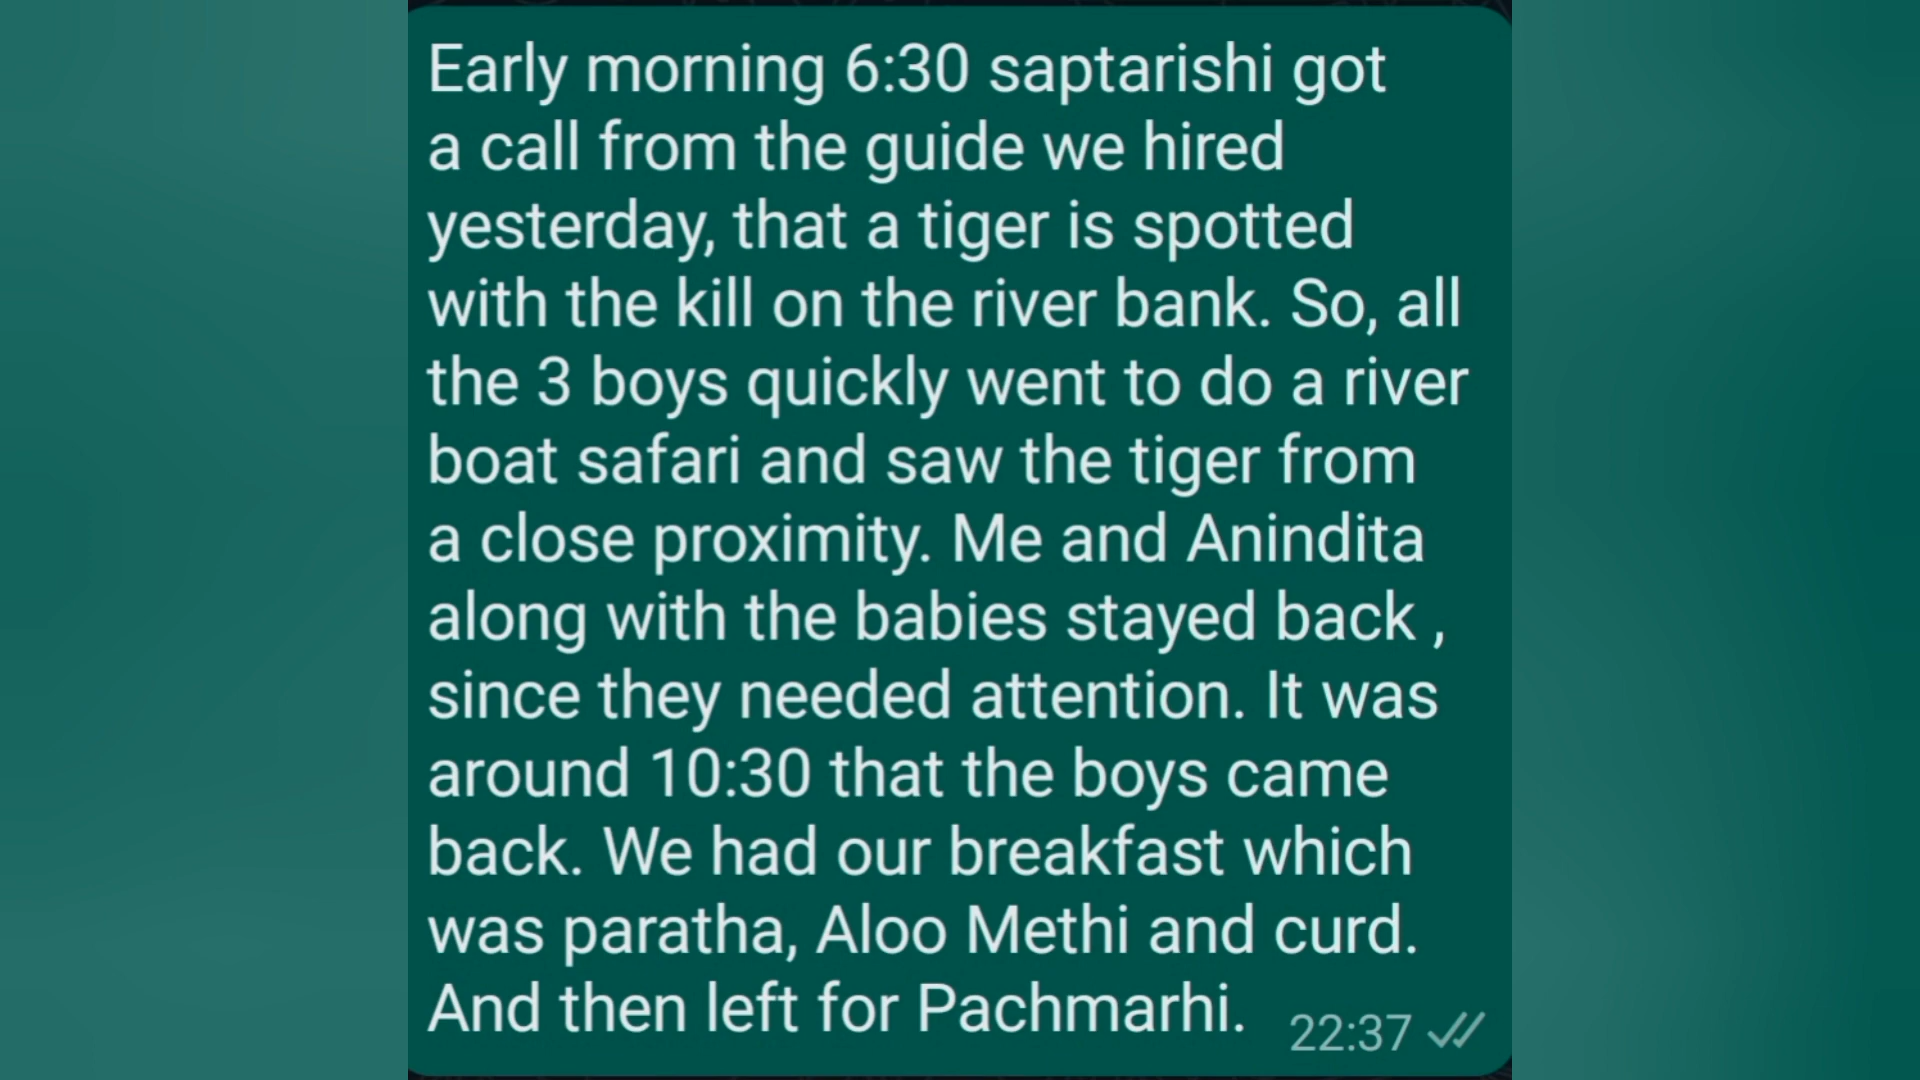 Early morning 6:30 saptarishi got
a call from the guide we hired
yesterday, that a tiger is spotted
with the kill on the river bank. So, all
the 3 boys quickly went to do a river
boat safari and saw the tiger from
a close proximity. Me and Anindita
along with the babies stayed back ,
since they needed attention. It was
around 10:30 that the boys came
back. We had our breakfast which
was paratha, Aloo Methi and curd.
And then left for Pachmarhi.
22:37